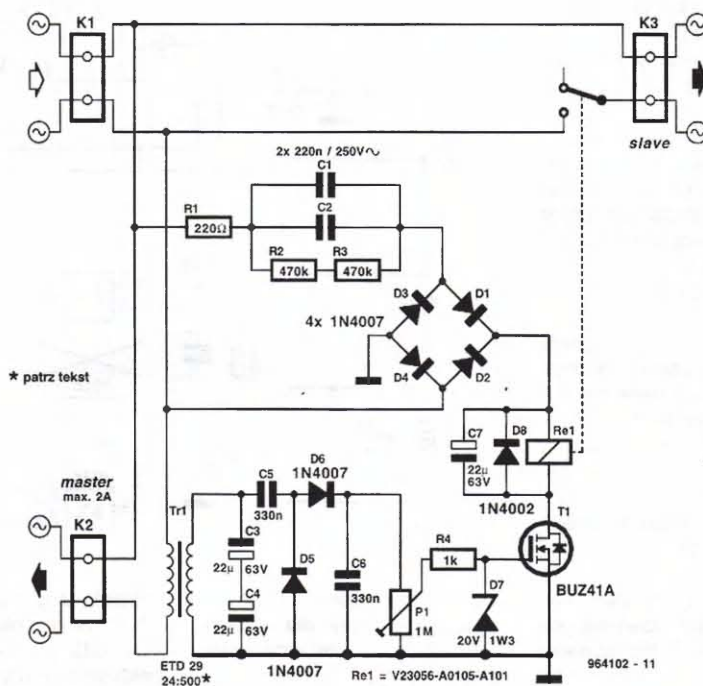 K1
K3
slave
2x 220n / 250V~
C1
C2
R1
220Ω
R2
470k
R3
470k
D3
D1
4x 1N4007
D4
D2
* patrz tekst
C7
22µ
63V
D8
Re1
1N4002
master
max. 2A
K2
Tr1
C5
330n
D6
1N4007
C3
22µ
63V
C4
22µ
63V
D5
C6
330n
P1
1M
R4
1k
D7
20V
1W3
T1
BUZ41A
ETD 29
24:500*
1N4007
Re1 = V23056-A0105-A101
964102 - 11